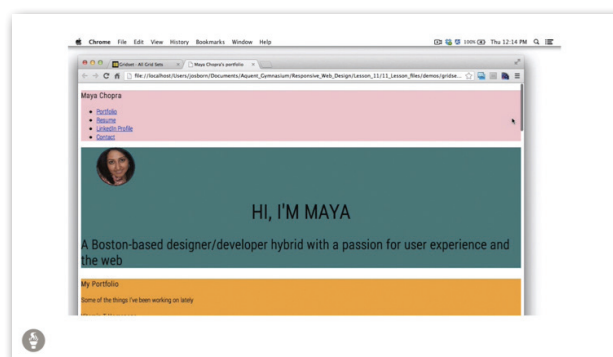 Chrome File Edit View History Bookmarks Window Help 100% Thu 12:14 PM
Gridset - All Grid Sets Maya Chopra's portfolio
file://localhost/Users/josborn/Documents/Aquent_Gymnasium/Responsive_Web_Design/Lesson_11/11_Lesson_files/demos/gridse...
Maya Chopra
Portfolio
Resume
LinkedIn Profile
Contact
HI, I'M MAYA
A Boston-based designer/developer hybrid with a passion for user experience and
the web
My Portfolio
Some of the things I've been working on lately